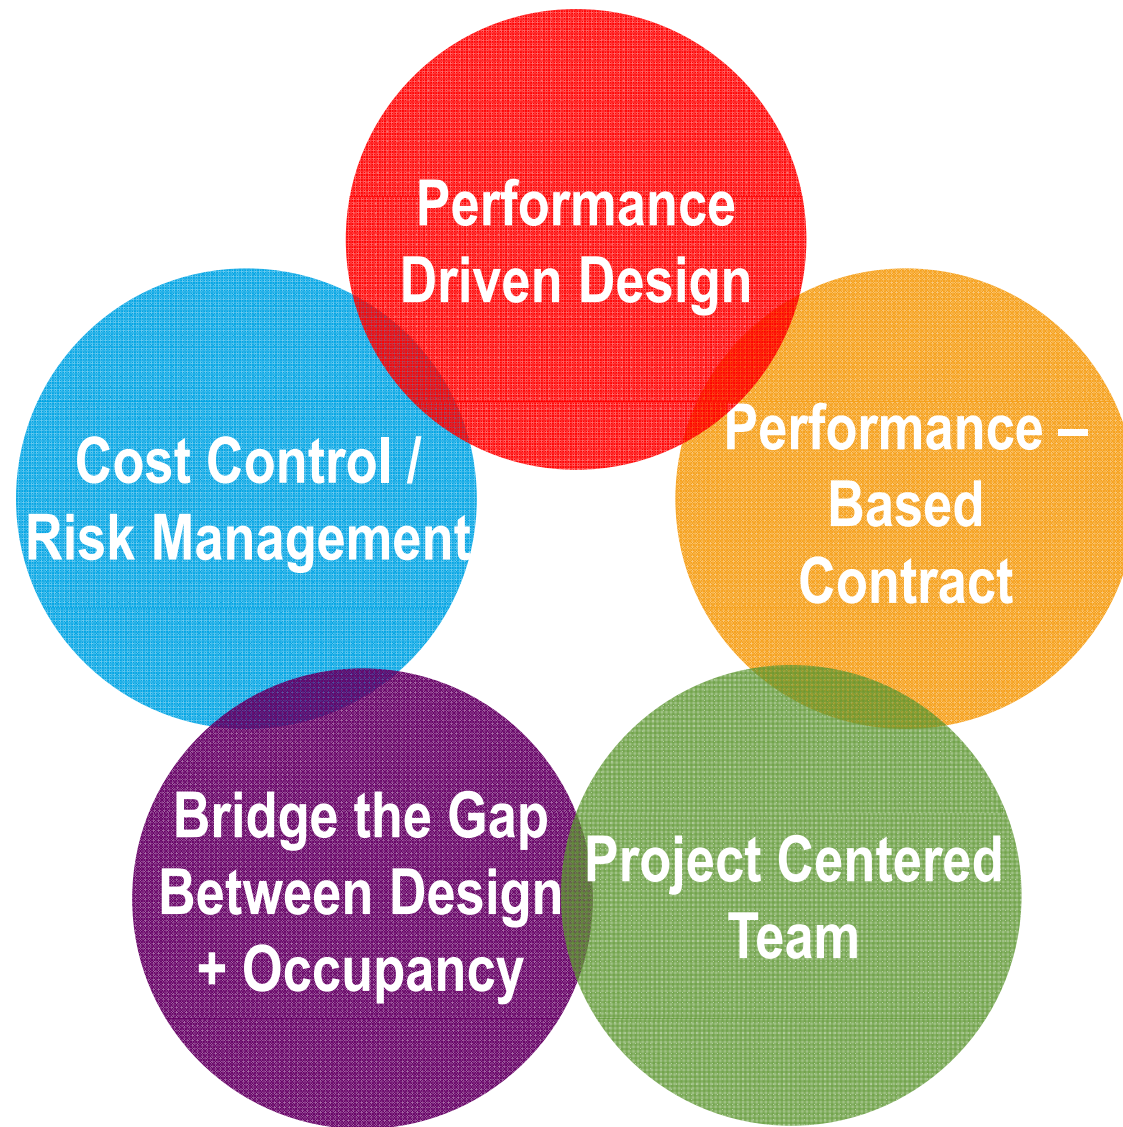 Performance
Driven Design
Performance –
Based
Contract
Project Centered
Team
Bridge the Gap
Between Design
+ Occupancy
Cost Control /
Risk Management